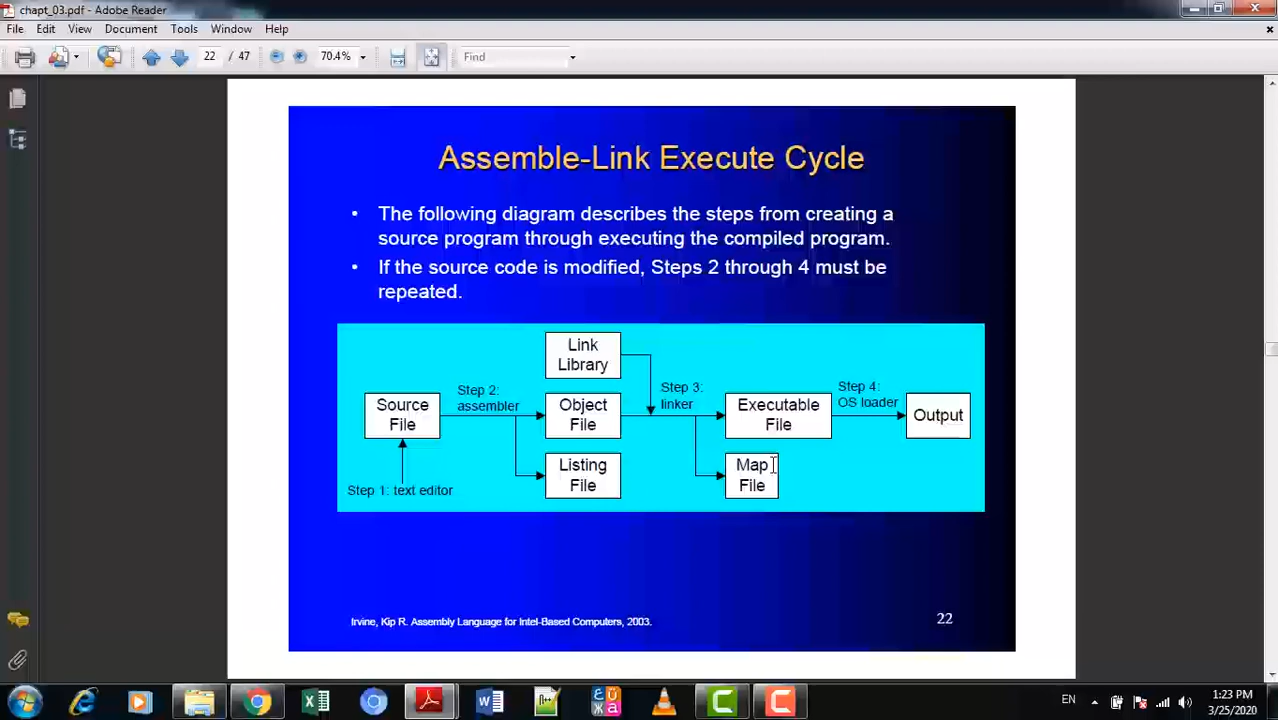 chapt_03.pdf - Adobe Reader
File Edit View Document Tools Window Help
22 / 47 70.4% Find
Assemble-Link Execute Cycle
• The following diagram describes the steps from creating a
source program through executing the compiled program.
• If the source code is modified, Steps 2 through 4 must be
repeated.
Link
Library
Step 2:
assembler
Step 3:
linker
Step 4:
OS loader
Source
File
Object
File
Executable
File
Output
Listing
File
Map
File
Step 1: text editor
Irvine, Kip R. Assembly Language for Intel-Based Computers, 2003.
22
EN
1:23 PM
3/25/2020